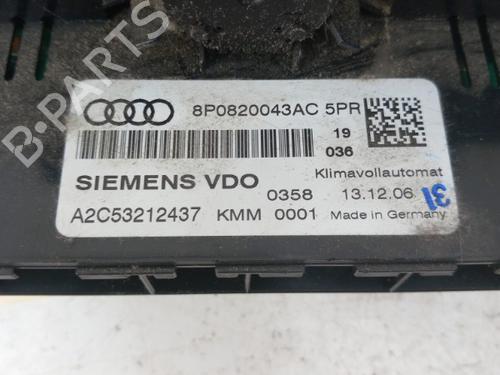 8P0820043AC 5PR
19
036
Klimavollautomat
SIEMENS VDO 0358 13.12.06
31
A2C53212437 KMM 0001 Made in Germany
B-PARTS